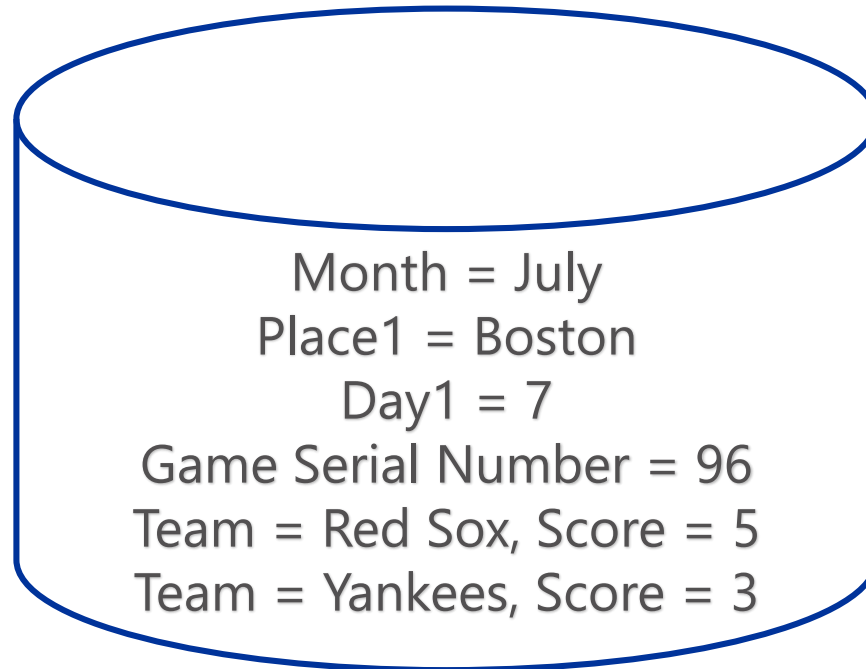 Month = July
Place1 = Boston
Day1 = 7
Game Serial Number = 96
Team = Red Sox, Score = 5
Team = Yankees, Score = 3